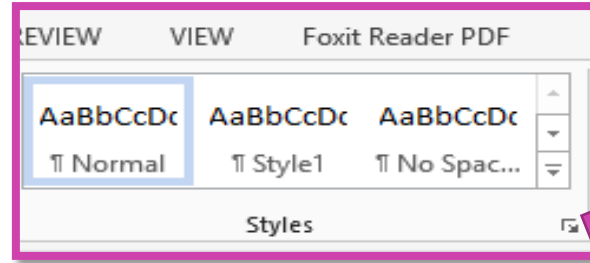 EVIEW VIEW Foxit Reader PDF
AaBbCcDc AaBbCcDc AaBbCcDc
¶ Normal ¶ Style1 ¶ No Spac...
Styles